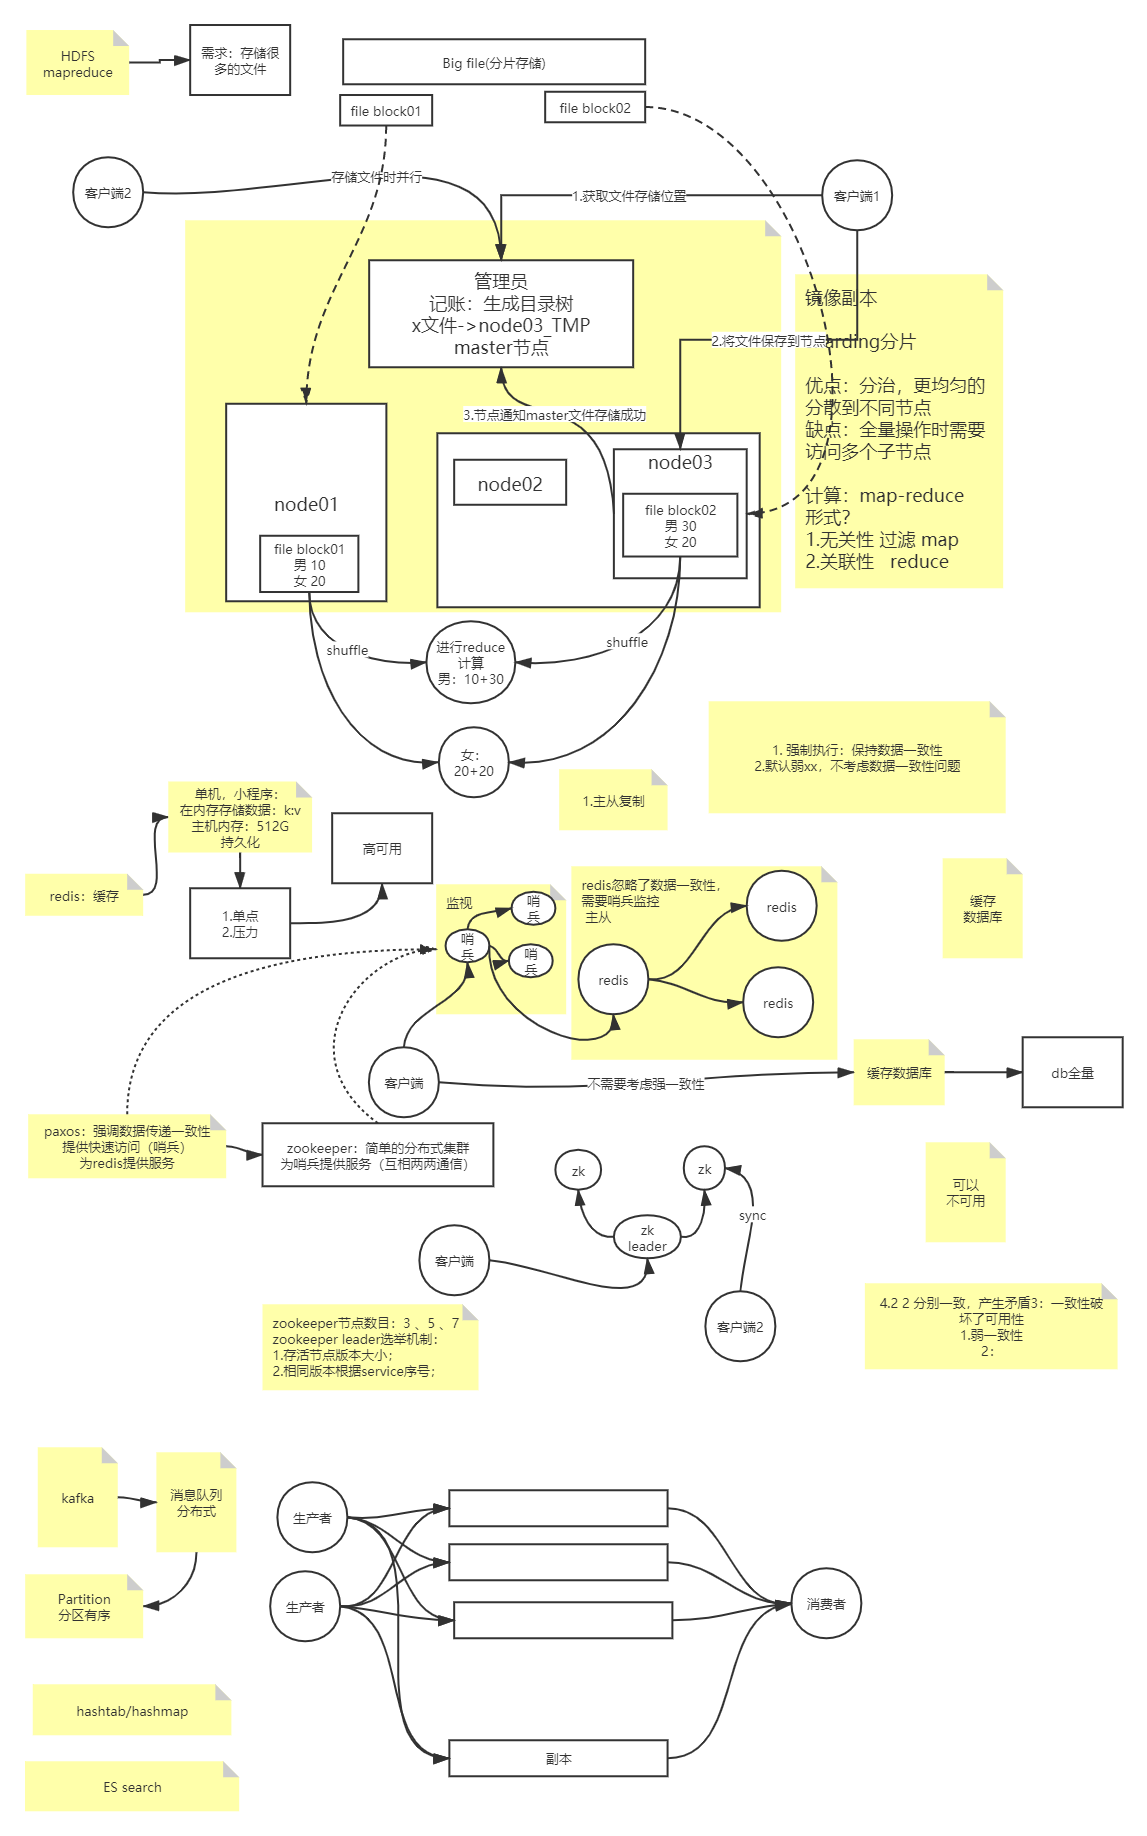 HDFS
mapreduce
需求：存储很
多的文件
Big file(分片存储)
file block01
file block02
客户端2
存储文件时并行
1.获取文件存储位置
客户端1
管理员
记账：生成目录树
x文件->node03_TMP
master节点
镜像副本
2.将文件保存到节点
arding分片
优点：分治，更均匀的
分散到不同节点
缺点：全量操作时需要
访问多个子节点
计算：map-reduce
形式？
1.无关性 过滤 map
2.关联性 reduce
3.节点通知master文件存储成功
node01
file block01
男 10
女 20
node02
node03
file block02
男 30
女 20
shuffle
进行reduce
计算
男：10+30
shuffle
女：
20+20
1. 强制执行：保持数据一致性
2.默认弱xx，不考虑数据一致性问题
1.主从复制
单机，小程序：
在内存存储数据：k:v
主机内存：512G
持久化
高可用
redis：缓存
1.单点
2.压力
监视
哨
兵
哨
兵
哨
兵
redis忽略了数据一致性，
需要哨兵监控
主从
redis
redis
redis
缓存
数据库
客户端
不需要考虑强一致性
缓存数据库
db全量
paxos：强调数据传递一致性
提供快速访问（哨兵）
为redis提供服务
zookeeper：简单的分布式集群
为哨兵提供服务（互相两两通信）
zk
zk
zk
leader
sync
可以
不可用
客户端
客户端2
zookeeper节点数目：3 、5 、7
zookeeper leader选举机制：
1.存活节点版本大小；
2.相同版本根据service序号；
4.2 2 分别一致，产生矛盾3：一致性破
坏了可用性
1.弱一致性
2：
kafka
消息队列
分布式
Partition
分区有序
生产者
生产者
消费者
副本
hashtab/hashmap
ES search